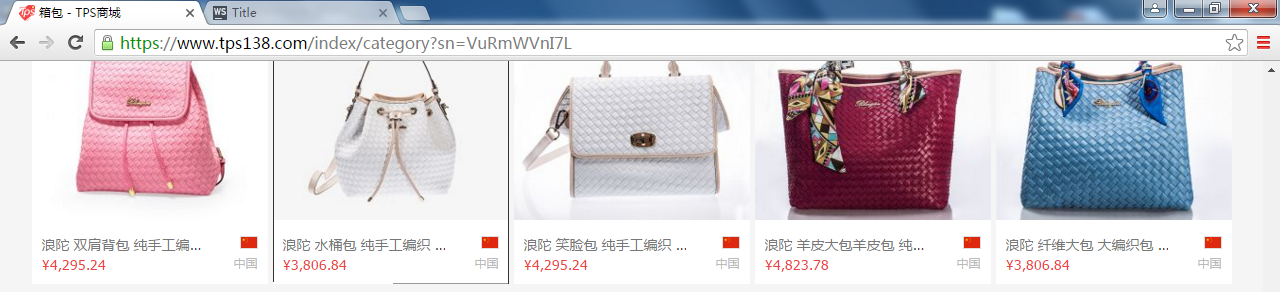 箱包 - TPS商城
Title
https://www.tps138.com/index/category?sn=VuRmWVnI7L
浪陀 双肩背包 纯手工编...
¥4,295.24
中国
浪陀 水桶包 纯手工编织 ...
¥3,806.84
浪陀 笑脸包 纯手工编织 ...
¥4,295.24
中国
浪陀 羊皮大包羊皮包 纯...
¥4,823.78
中国
浪陀 纤维大包 大编织包 ...
¥3,806.84
中国